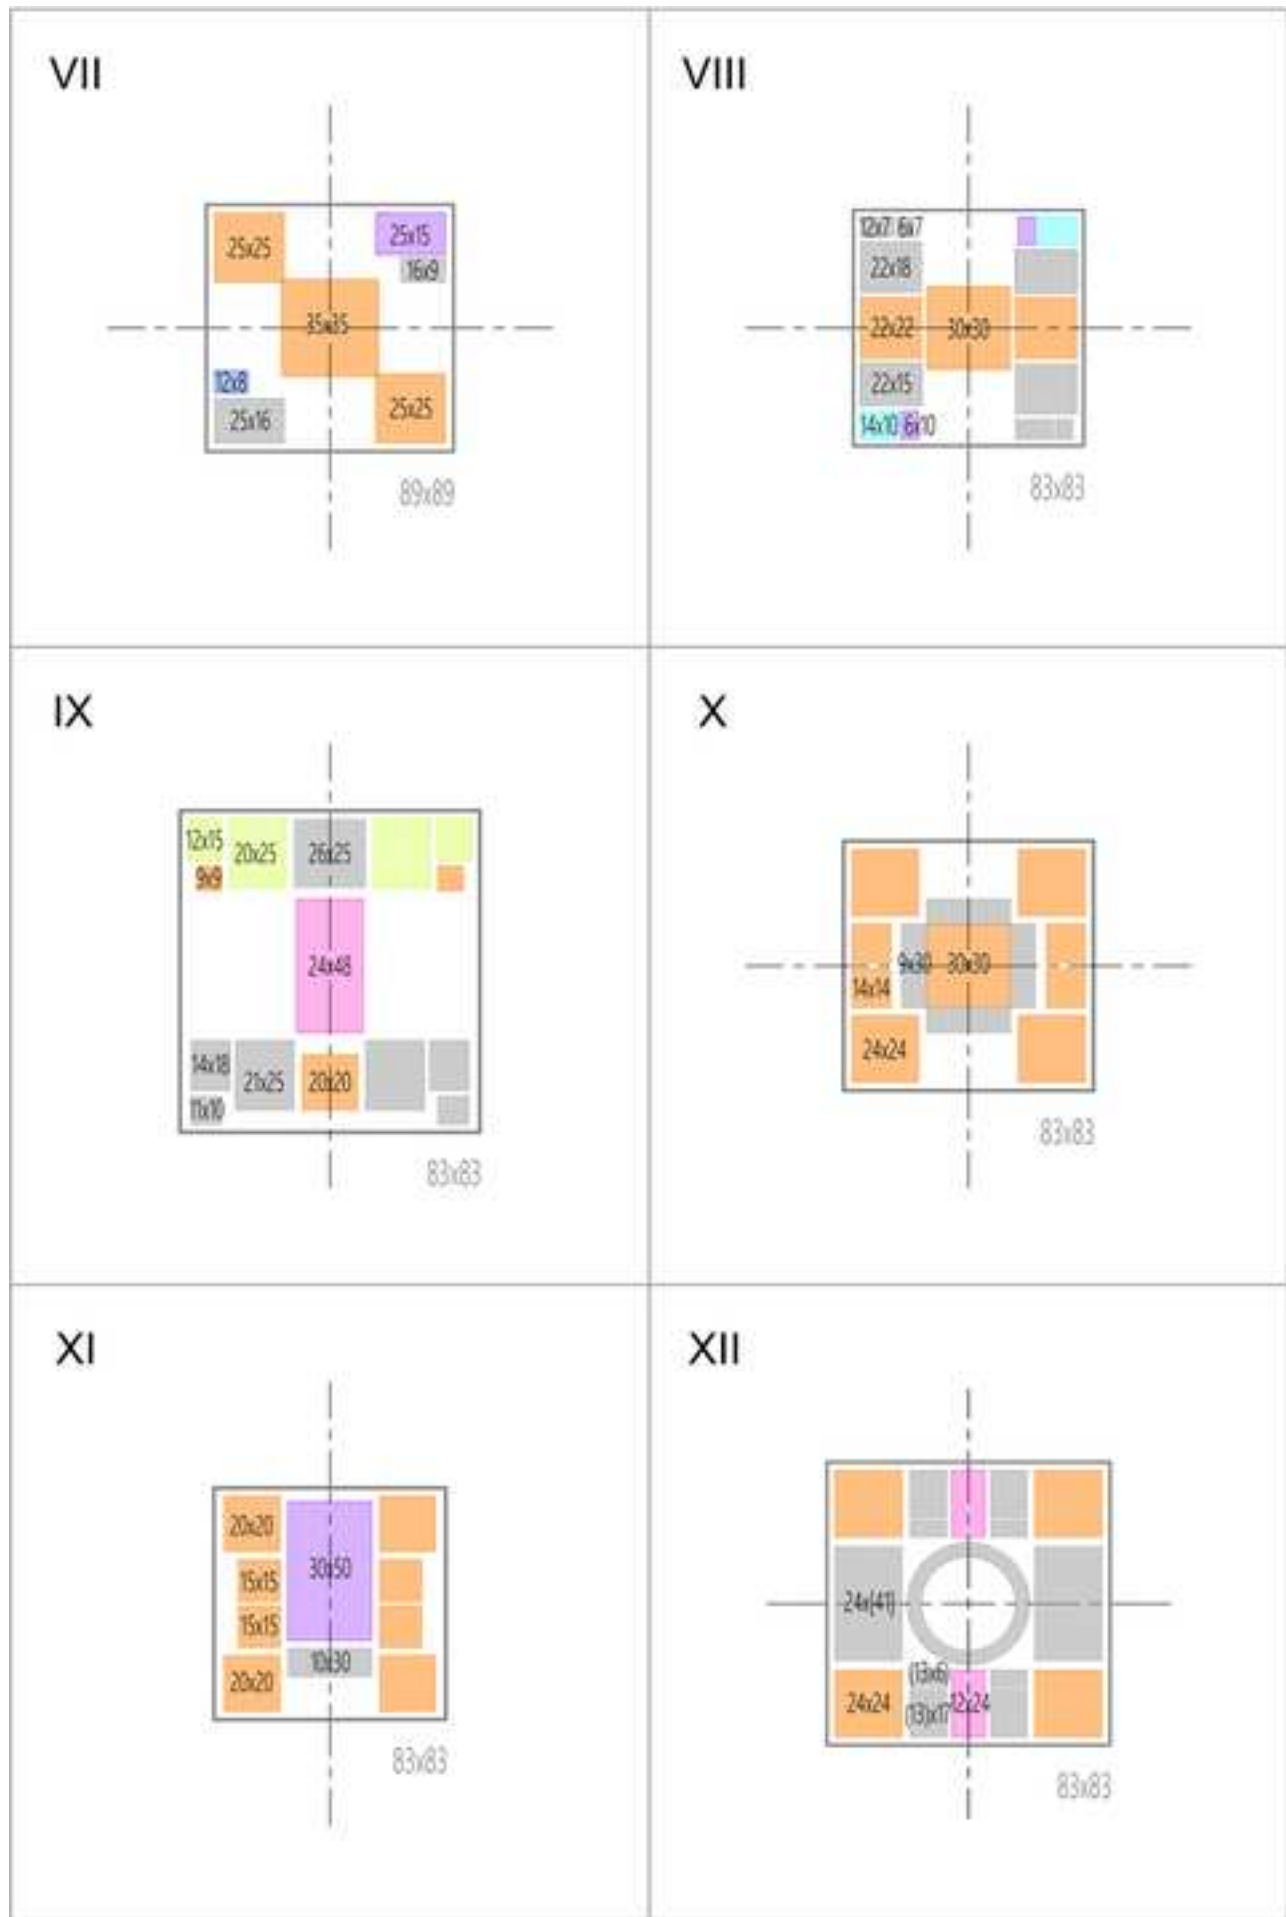 VII
25x25
25x15
16x9
35x35
12x8
25x16
25x25
89x89
VIII
12x7 6x7
22x18
22x22
30x30
22x15
14x10 6x10
83x83
IX
12x15
20x25
26x25
9x9
24x48
14x18
21x25
20x20
11x10
83x83
X
9x30
30x30
14x14
24x24
83x83
XI
20x20
15x15
30x50
15x15
10x30
20x20
83x83
XII
24x(41)
(13x6)
24x24
(13)x17
12x24
83x83